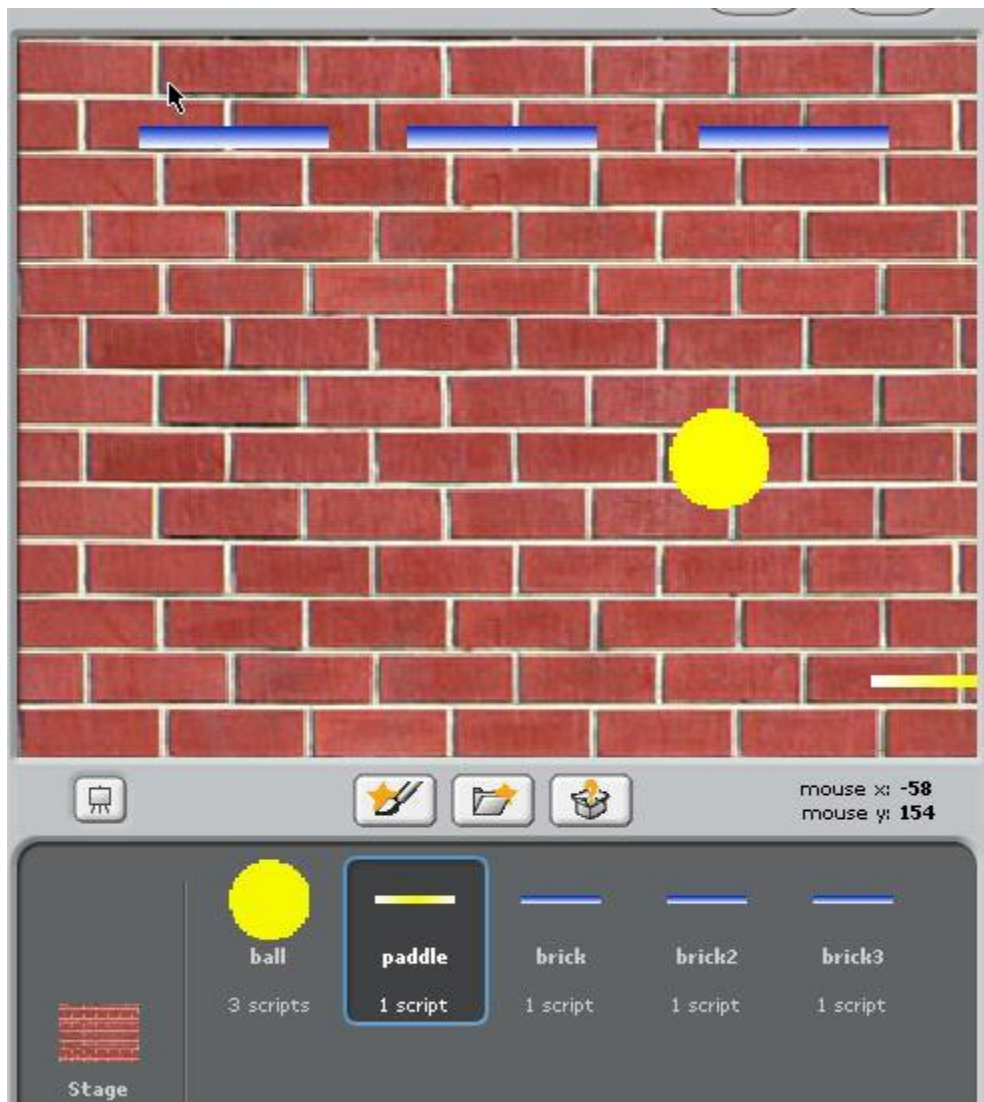 mouse x: -58
mouse y: 154
ball
paddle
brick
brick2
brick3
3 scripts
1 script
1 script
1 script
1 script
Stage